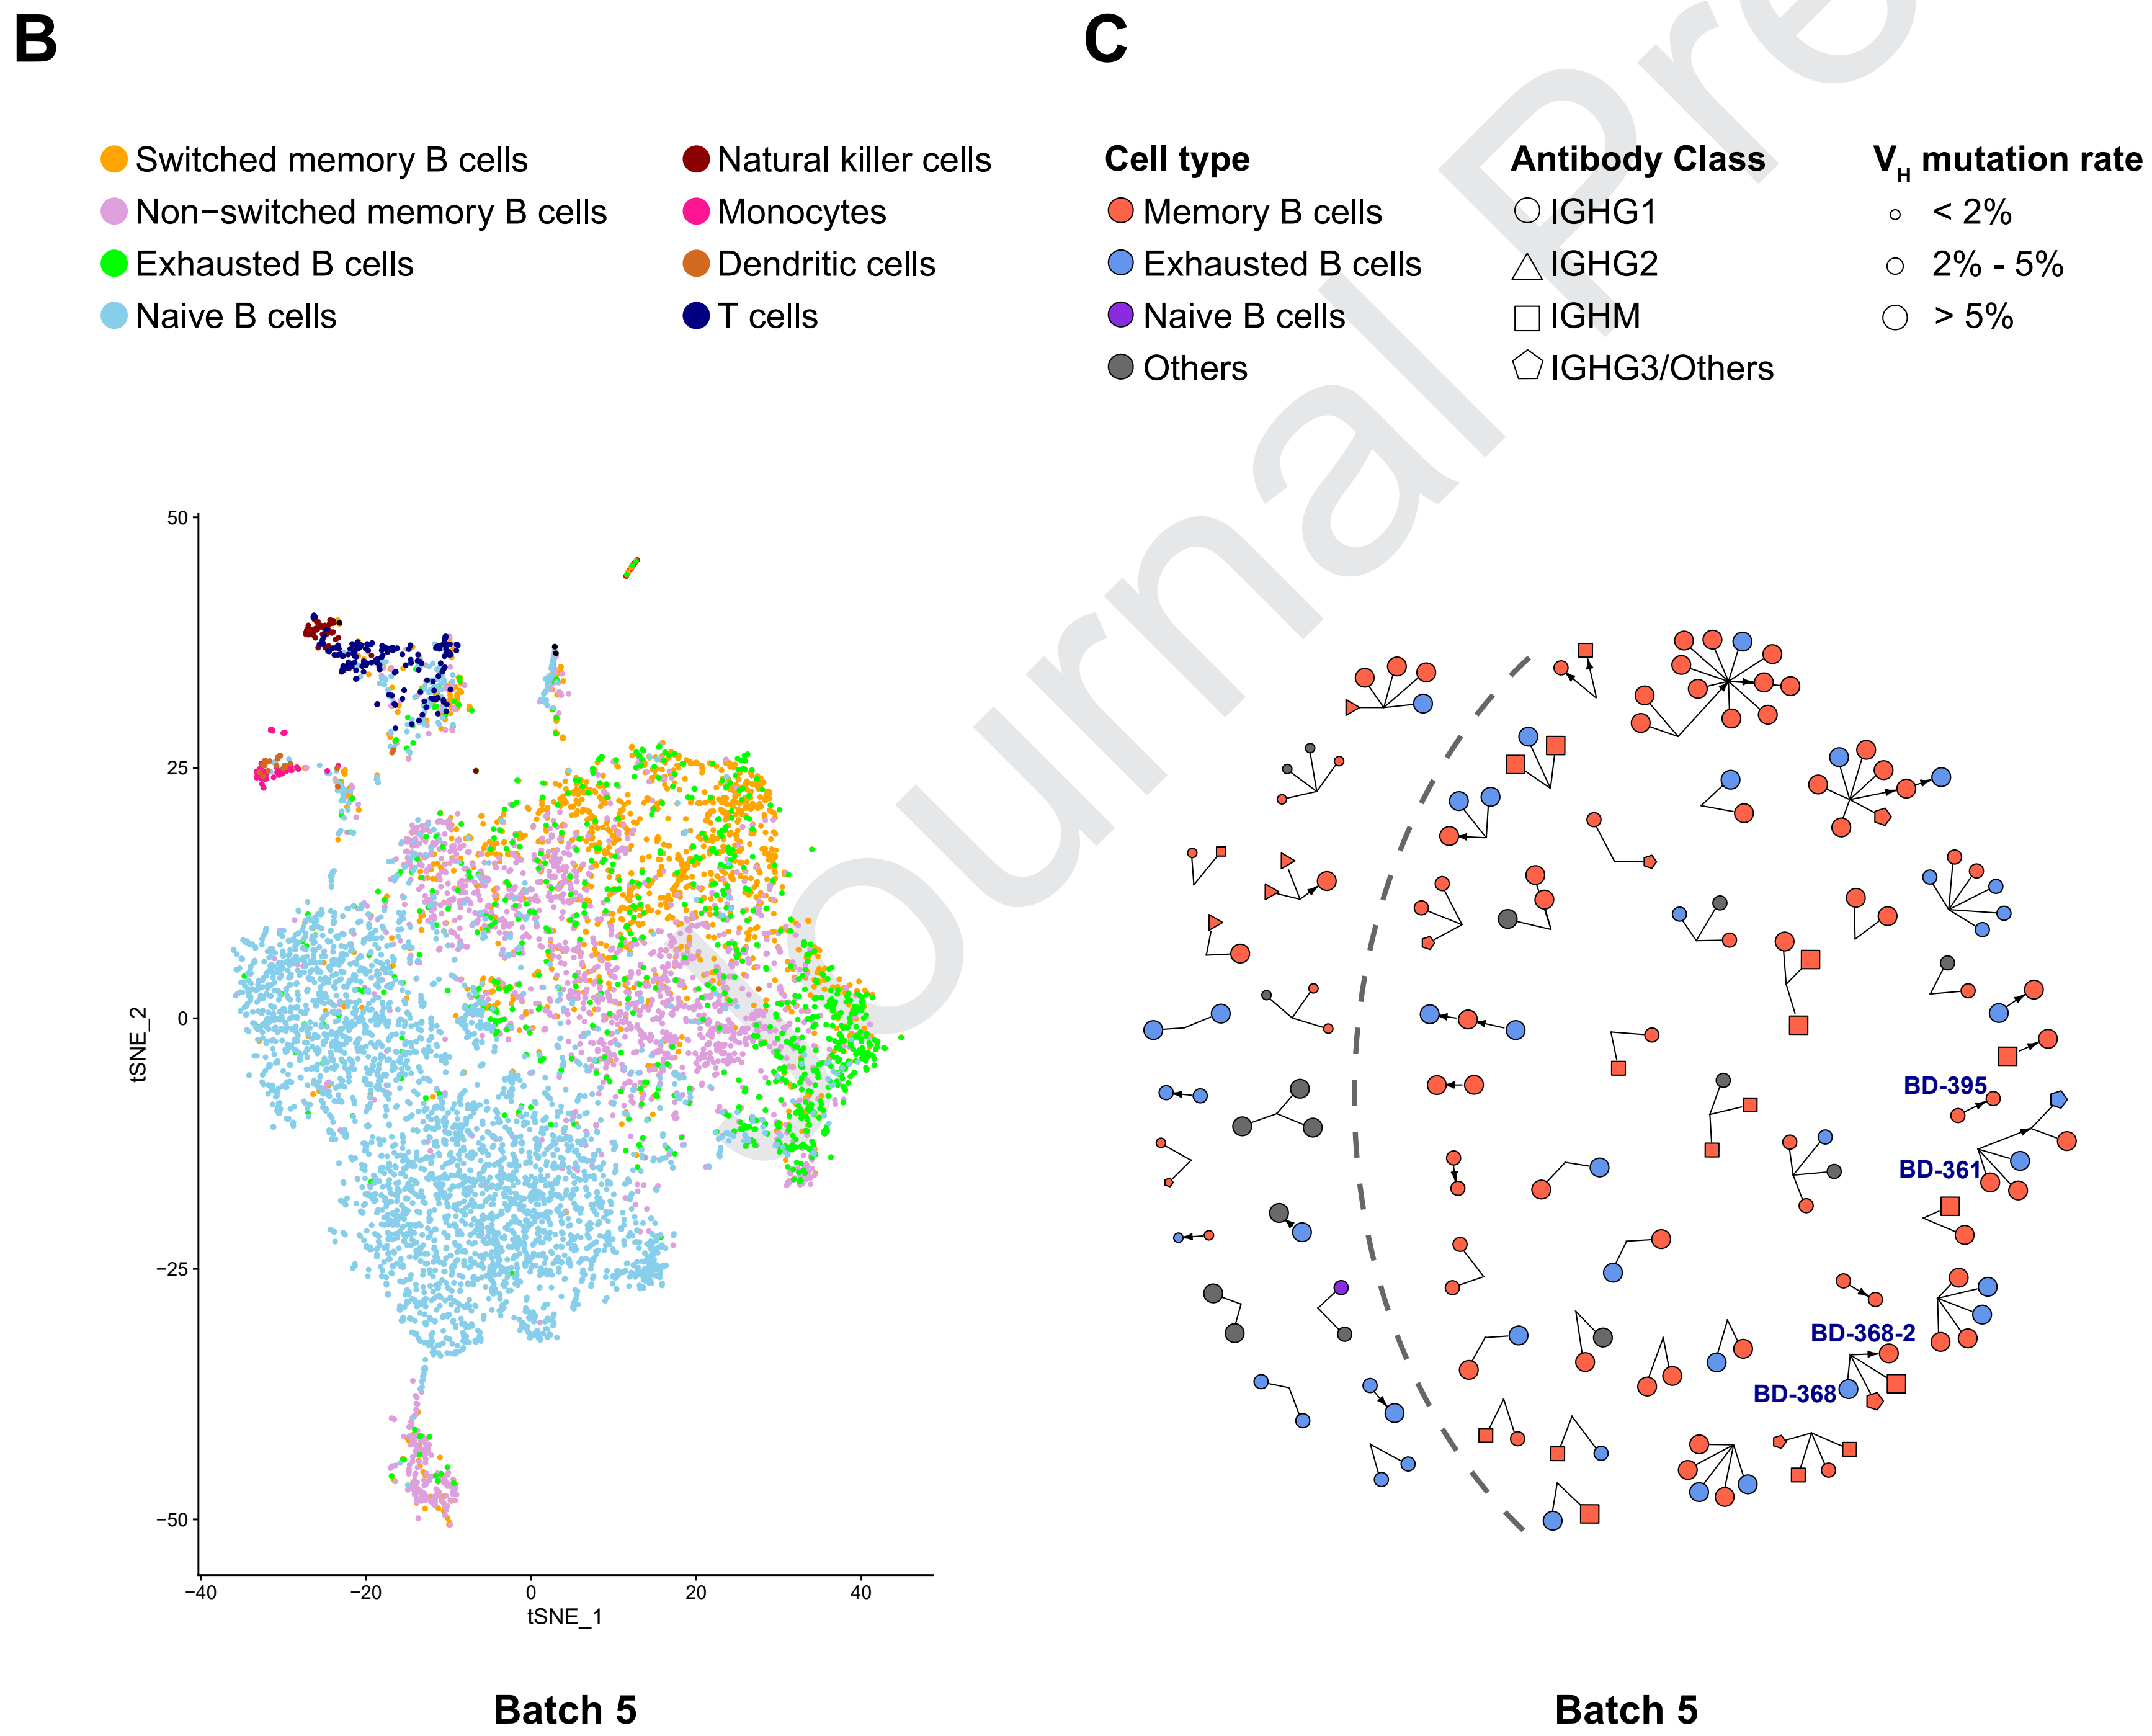 B
C
Switched memory B cells
Non−switched memory B cells
Exhausted B cells
Naive B cells
Natural killer cells
Monocytes
Dendritic cells
T cells
Cell type
Memory B cells
Exhausted B cells
Naive B cells
Others
Antibody Class
IGHG1
IGHG2
IGHM
IGHG3/Others
VH mutation rate
< 2%
2% - 5%
> 5%
Journal Pre
50
25
0
−25
−50
tSNE_2
−40
−20
0
20
40
tSNE_1
Batch 5
BD-395
BD-361
BD-368-2
BD-368
Batch 5